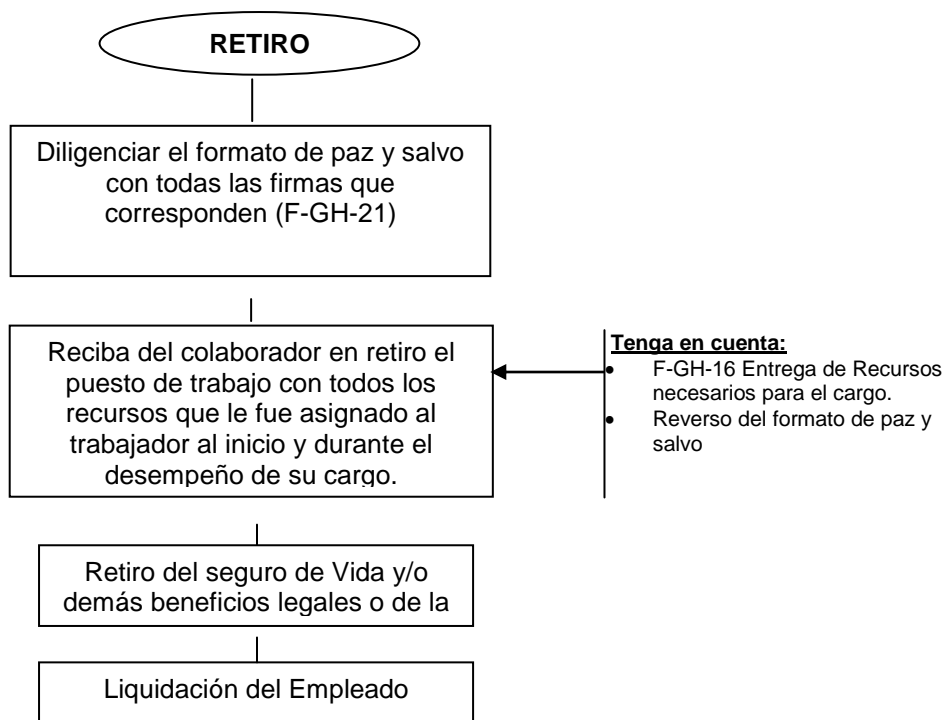 RETIRO
Diligenciar el formato de paz y salvo
con todas las firmas que
corresponden (F-GH-21)
Reciba del colaborador en retiro el
puesto de trabajo con todos los
recursos que le fue asignado al
trabajador al inicio y durante el
desempeño de su cargo.
Tenga en cuenta:
• F-GH-16 Entrega de Recursos
necesarios para el cargo.
• Reverso del formato de paz y
salvo
Retiro del seguro de Vida y/o
demás beneficios legales o de la
Liquidación del Empleado